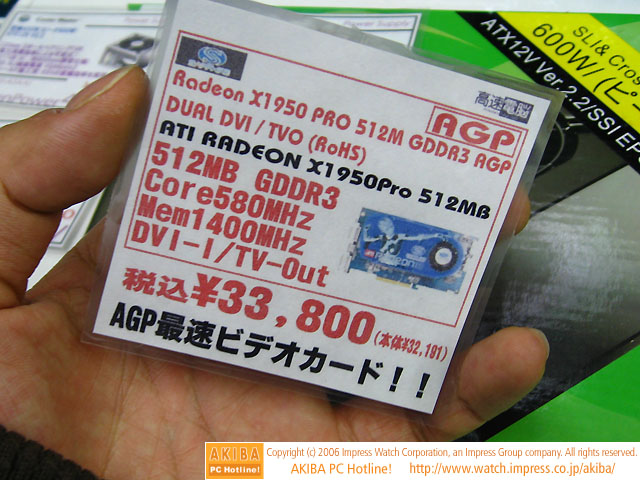 Power Supply
SLI & Cros
600W/(ピ
ATX12V Ver.2.2/SSI EP
高速電脳
AGP
Radeon X1950 PRO 512M GDDR3 AGP
DUAL DVI / TVO (RoHS)
ATI RADEON X1950Pro 512MB
512MB GDDR3
Core580MHz
Mem1400MHz
DVI-I/TV-Out
税込¥33,800(本体¥32,191)
AGP最速ビデオカード!!
AKIBA
PC Hotline!
Copyright (c) 2006 Impress Watch Corporation, an Impress Group company. All rights reserved.
AKIBA PC Hotline! http://www.watch.impress.co.jp/akiba/